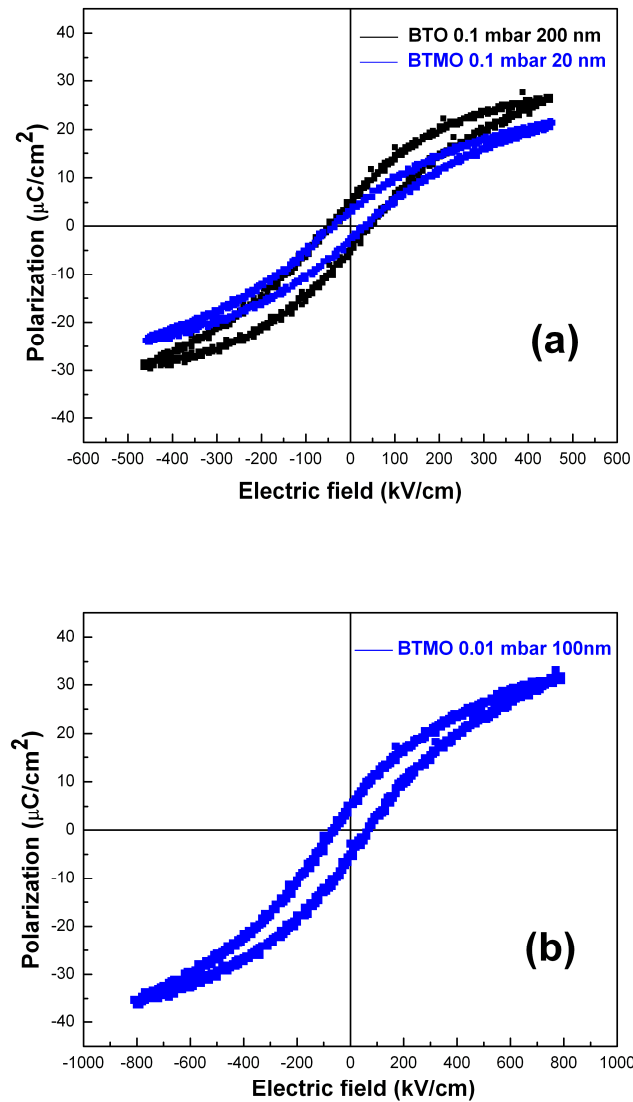 BTO 0.1 mbar 200 nm
BTMO 0.1 mbar 20 nm
40
30
20
10
0
-10
-20
-30
-40
Polarization (μC/cm²)
(a)
-600 -500 -400 -300 -200 -100 0 100 200 300 400 500 600
Electric field (kV/cm)
BTMO 0.01 mbar 100nm
40
30
20
10
0
-10
-20
-30
-40
Polarization (μC/cm²)
(b)
-1000 -800 -600 -400 -200 0 200 400 600 800 1000
Electric field (kV/cm)